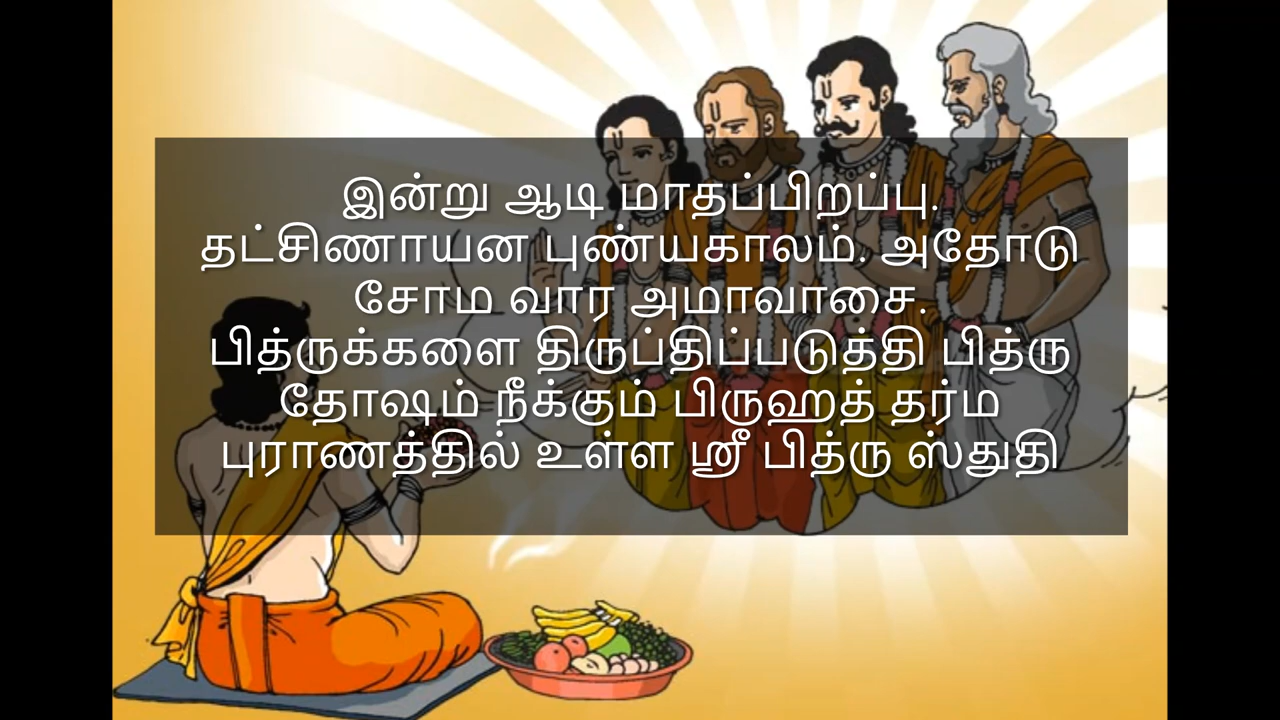 இன்று ஆடி மாதப்பிறப்பு.
தட்சிணாயன புண்யகாலம். அதோடு
சோம வார அமாவாசை.
பித்ருக்களை திருப்திப்படுத்தி பித்ரு
தோஷம் நீக்கும் பிருஹத் தர்ம
புராணத்தில் உள்ள ஸ்ரீ பித்ரு ஸ்துதி